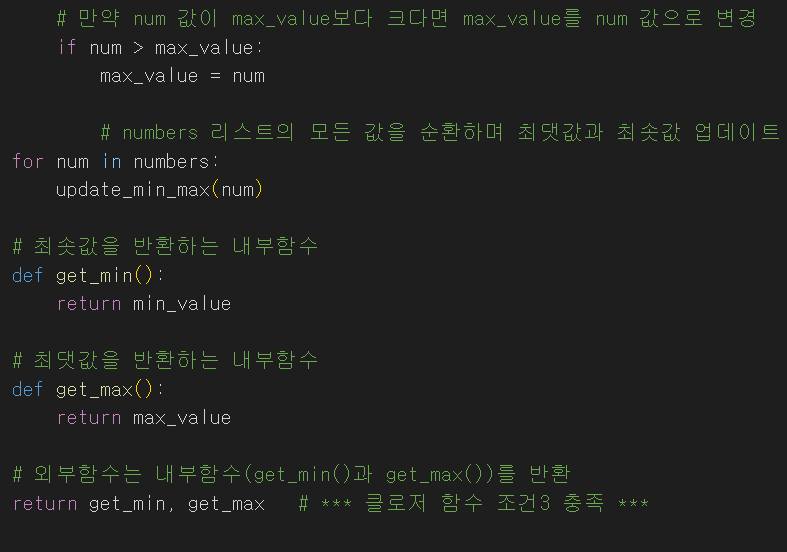 # 만약 num 값이 max_value보다 크다면 max_value를 num 값으로 변경
if num > max_value:
max_value = num
# numbers 리스트의 모든 값을 순환하며 최댓값과 최솟값 업데이트
for num in numbers:
update_min_max(num)
# 최솟값을 반환하는 내부함수
def get_min():
return min_value
# 최댓값을 반환하는 내부함수
def get_max():
return max_value
# 외부함수는 내부함수(get_min()과 get_max())를 반환
return get_min, get_max # *** 클로저 함수 조건3 충족 ***